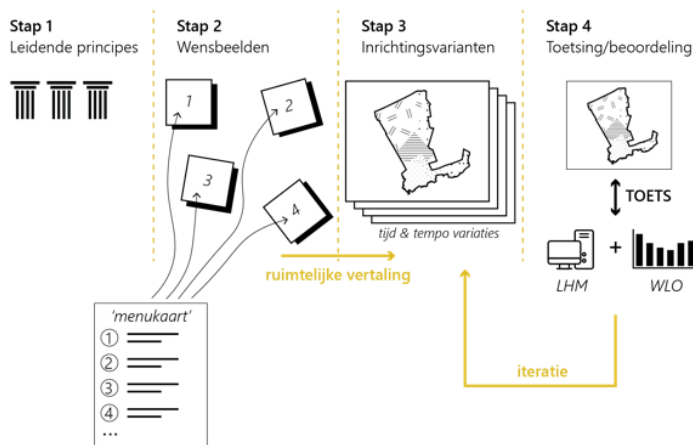 Stap 1
Leidende principes
Stap 2
Wensbeelden
1
2
3
4
'menukaart'
1
2
3
4
...
ruimtelijke vertaling
Stap 3
Inrichtingsvarianten
tijd & tempo variaties
Stap 4
Toetsing/beoordeling
TOETS
+
LHM
WLO
iteratie